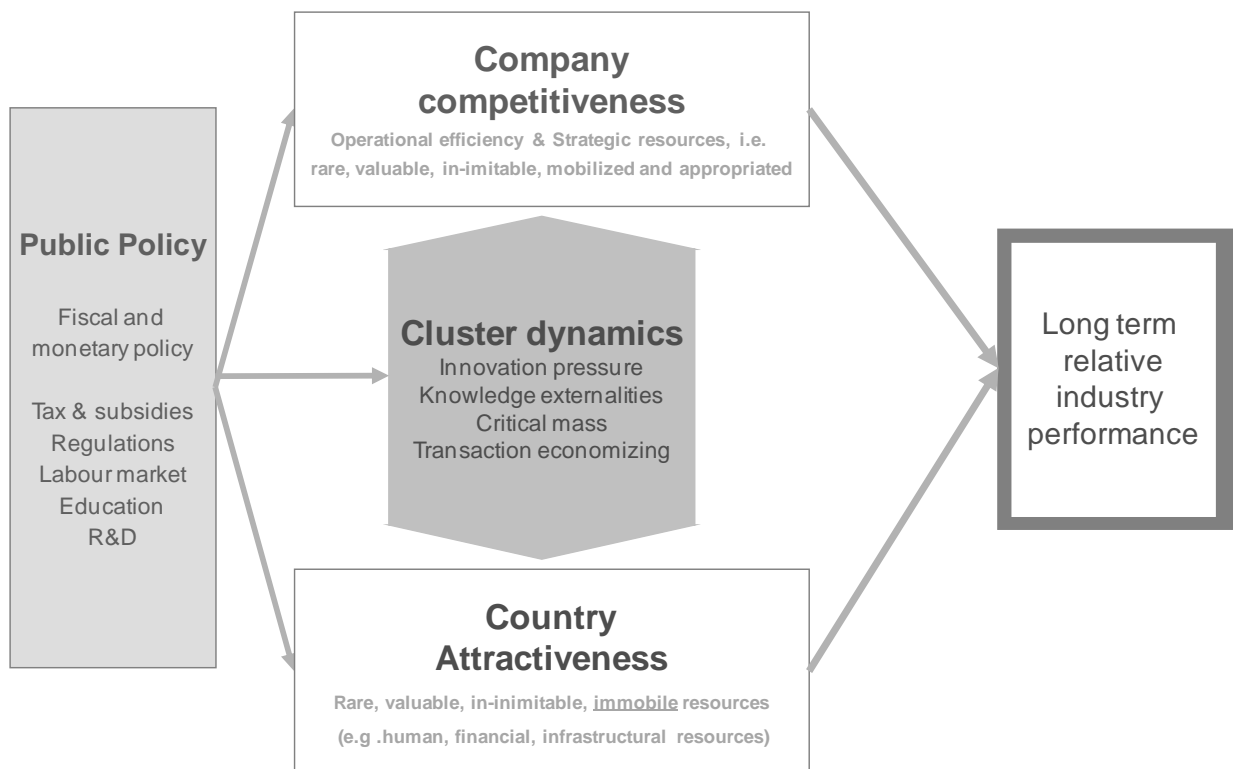 Company
competitiveness
Operational efficiency & Strategic resources, i.e.
rare, valuable, in-imitable, mobilized and appropriated
Public Policy
Fiscal and
monetary policy
Tax & subsidies
Regulations
Labour market
Education
R&D
Cluster dynamics
Innovation pressure
Knowledge externalities
Critical mass
Transaction economizing
Long term
relative
industry
performance
Country
Attractiveness
Rare, valuable, in-inimitable, immobile resources
(e.g .human, financial, infrastructural resources)